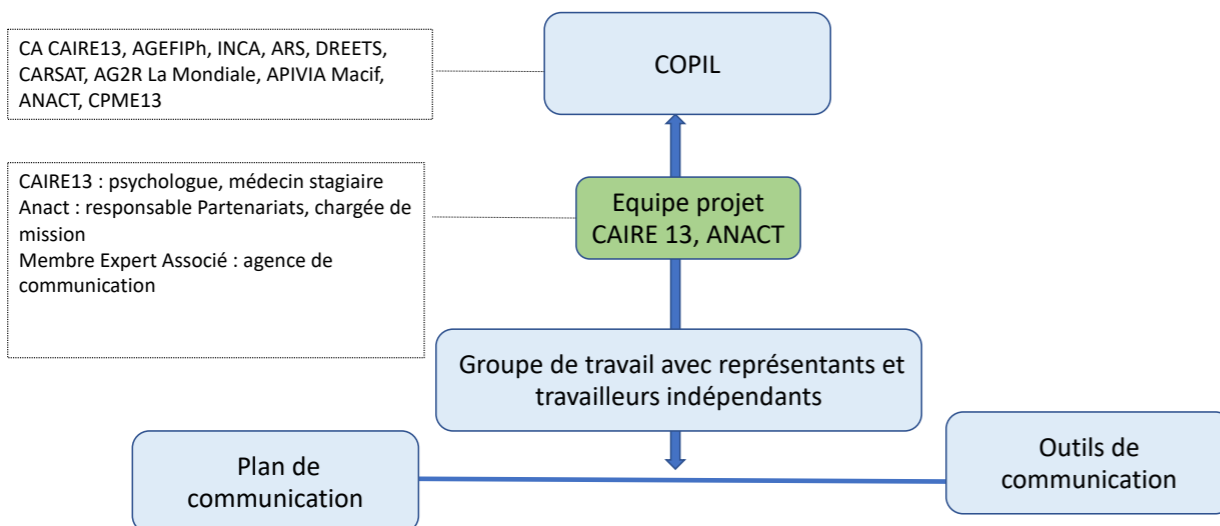 CA CAIRE13, AGEFIPh, INCA, ARS, DREETS,
CARSAT, AG2R La Mondiale, APIVIA Macif,
ANACT, CPME13
COPIL
CAIRE13 : psychologue, médecin stagiaire
Anact : responsable Partenariats, chargée de
mission
Membre Expert Associé : agence de
communication
Equipe projet
CAIRE 13, ANACT
Groupe de travail avec représentants et
travailleurs indépendants
Plan de
communication
Outils de
communication